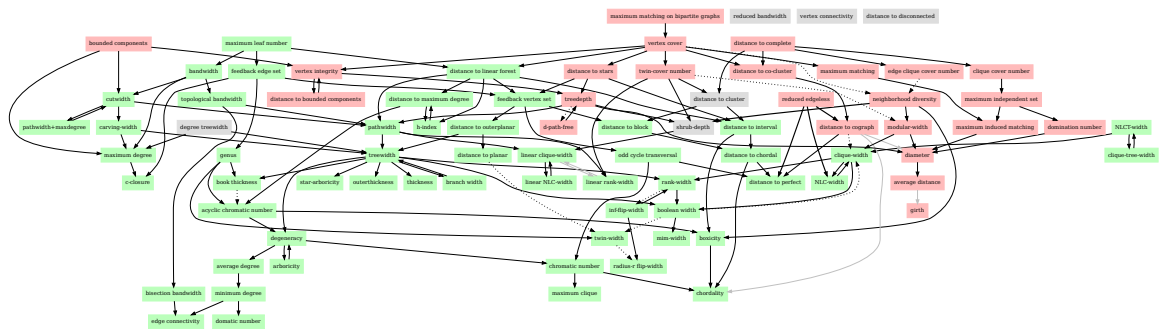 maximum matching on bipartite graphs
reduced bandwidth
vertex connectivity
distance to disconnected
bounded components
maximum leaf number
vertex cover
distance to complete
bandwidth
feedback edge set
vertex integrity
distance to linear forest
distance to stars
twin-cover number
distance to co-cluster
maximum matching
edge clique cover number
clique cover number
cutwidth
topological bandwidth
distance to bounded components
distance to maximum degree
feedback vertex set
treedepth
distance to cluster
reduced edgeless
neighborhood diversity
maximum independent set
pathwidth+maxdegree
carving-width
degree treewidth
pathwidth
h-index
distance to outerplanar
d-path-free
distance to block
shrub-depth
distance to interval
distance to cograph
modular-width
maximum induced matching
domination number
NLCT-width
maximum degree
genus
treewidth
distance to planar
linear clique-width
odd cycle transversal
distance to chordal
clique-width
diameter
clique-tree-width
c-closure
book thickness
star-arboricity
outerthickness
thickness
branch width
linear NLC-width
linear rank-width
rank-width
distance to perfect
NLC-width
average distance
acyclic chromatic number
inf-flip-width
boolean width
girth
degeneracy
twin-width
mim-width
boxicity
average degree
arboricity
chromatic number
radius-r flip-width
bisection bandwidth
minimum degree
maximum clique
chordality
edge connectivity
domatic number